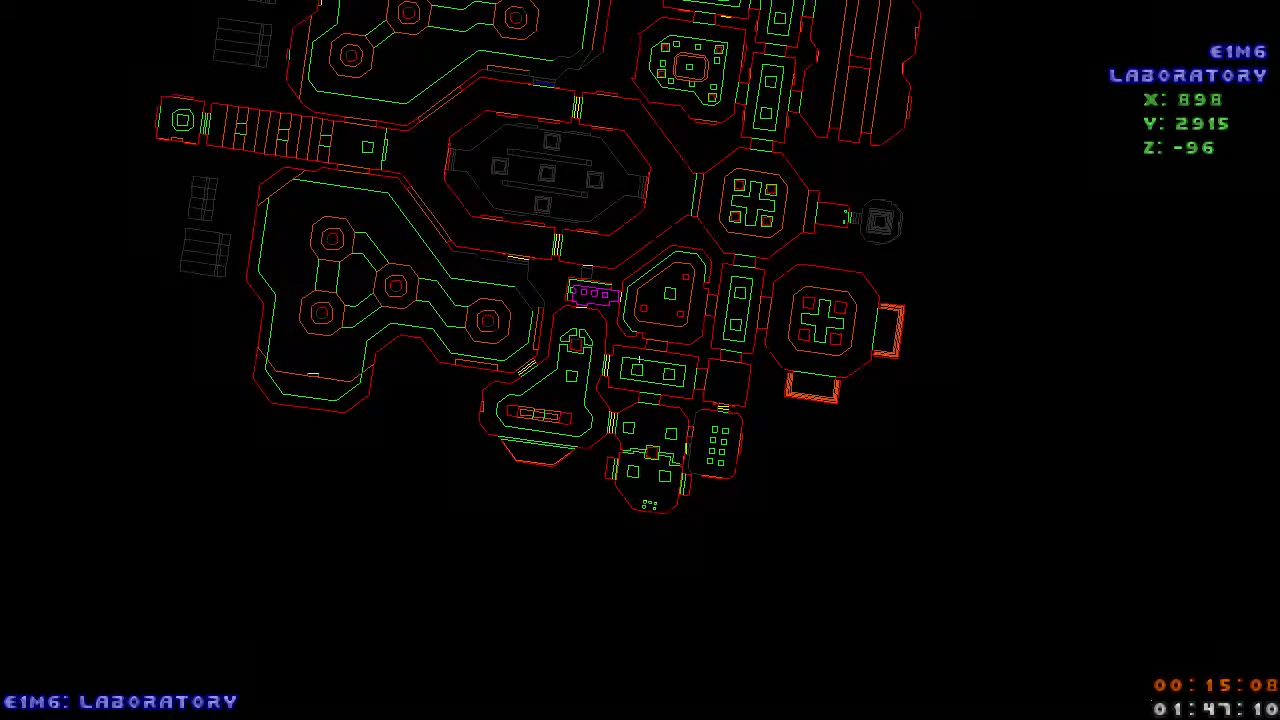 E1M6
LABORATORY
X: 898
Y: 2915
Z: -96
E1M6: LABORATORY
00:15:08
01:47:10